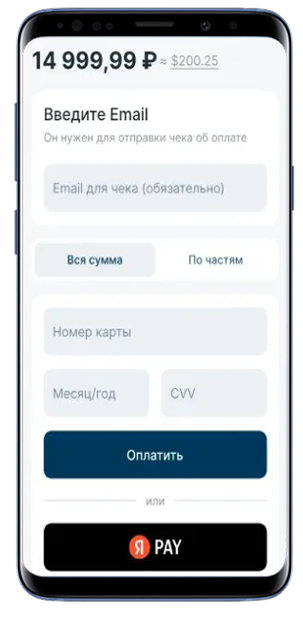 14 999,99 ₽ ≈ $200.25
Введите Email
Он нужен для отправки чека об оплате
Email для чека (обязательно)
Вся сумма По частям
Номер карты
Месяц/год CVV
Оплатить
или
Я PAY